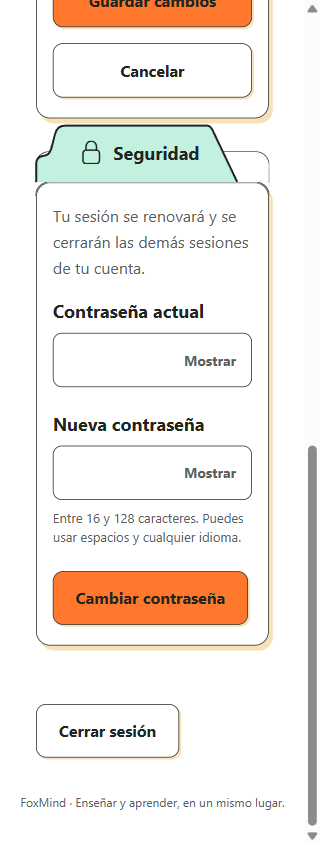 Guardar cambios
Cancelar
Seguridad
Tu sesión se renovará y se
cerrarán las demás sesiones
de tu cuenta.
Contraseña actual
Mostrar
Nueva contraseña
Mostrar
Entre 16 y 128 caracteres. Puedes
usar espacios y cualquier idioma.
Cambiar contraseña
Cerrar sesión
FoxMind · Enseñar y aprender, en un mismo lugar.